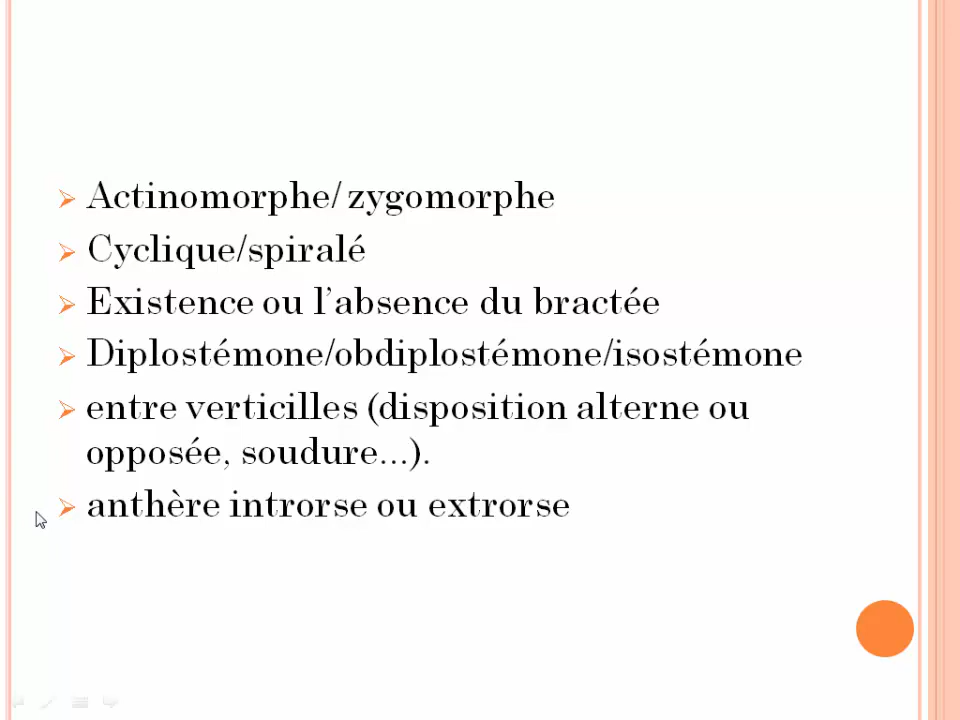 Actinomorphe/ zygomorphe
Cyclique/spiralé
Existence ou l’absence du bractée
Diplostémone/obdiplostémone/isostémone
entre verticilles (disposition alterne ou
opposée, soudure...).
anthère introrse ou extrorse